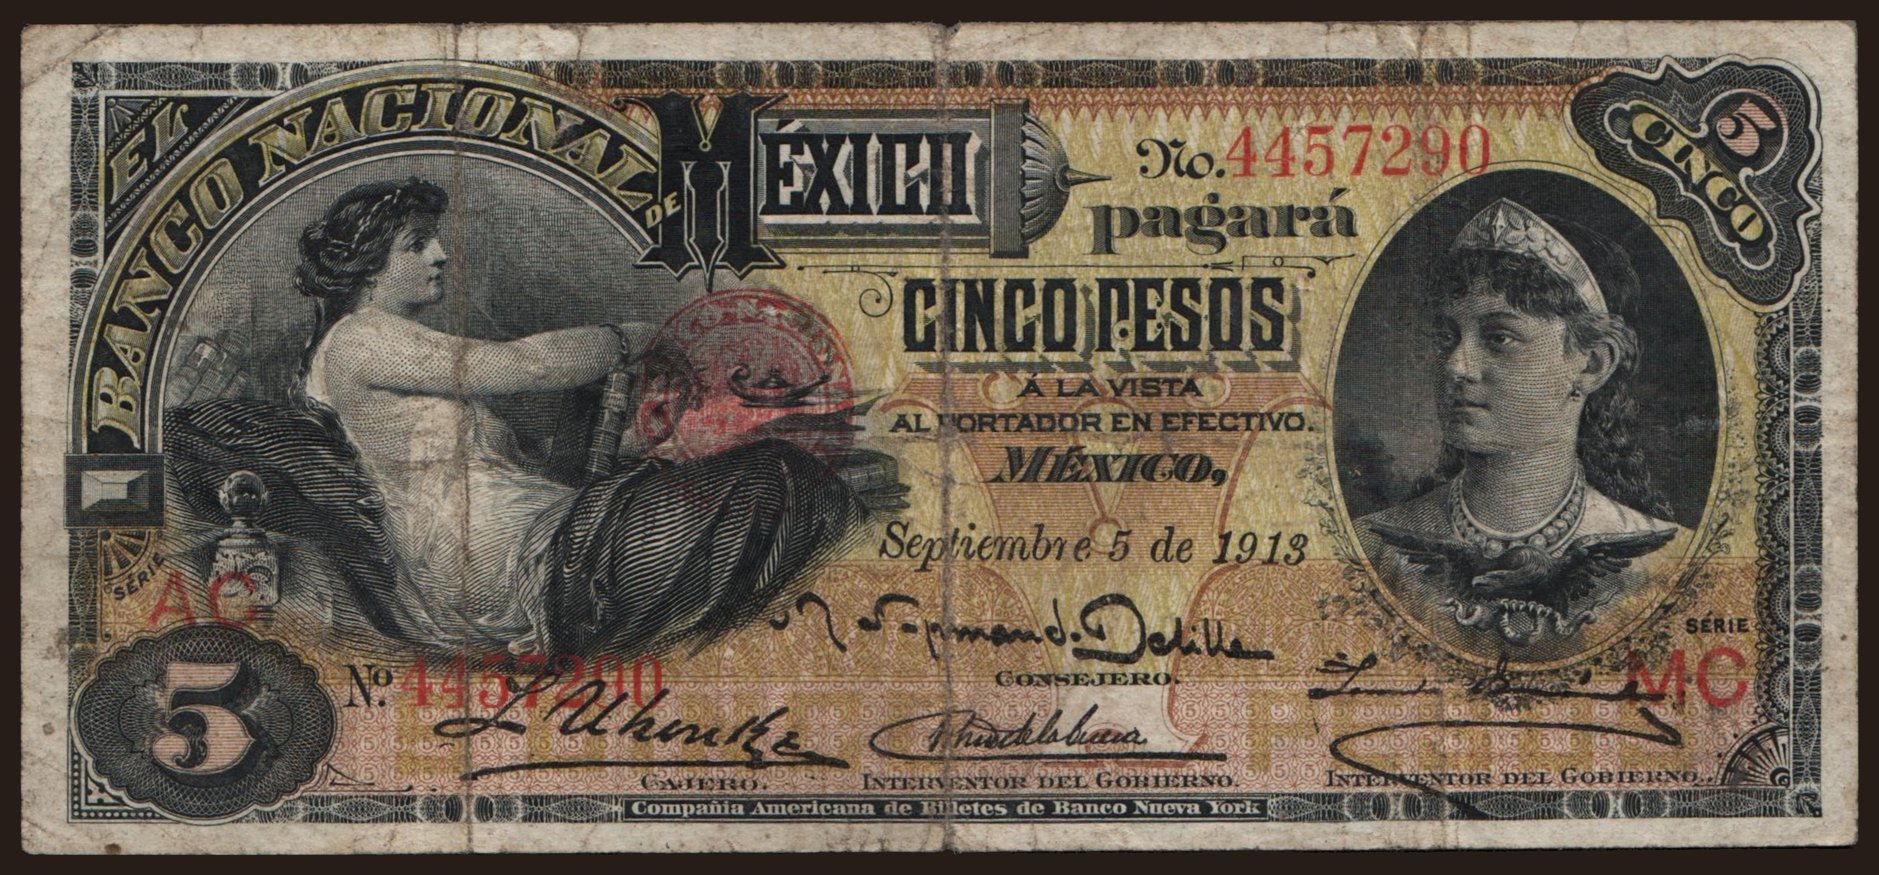 EL
BANCO NACIONAL
DE MÉXICO
No. 4457290
pagará
CINCO PESOS
Á LA VISTA
AL PORTADOR EN EFECTIVO.
MÉXICO,
Septiembre 5 de 1913
5
CINCO
SÉRIE
AC
5
No. 4457290
CAJERO.
CONSEJERO.
INTERVENTOR DEL GOBIERNO.
SÉRIE
MC
INTERVENTOR DEL GOBIERNO.
Compañia Americana de Billetes de Banco Nueva York